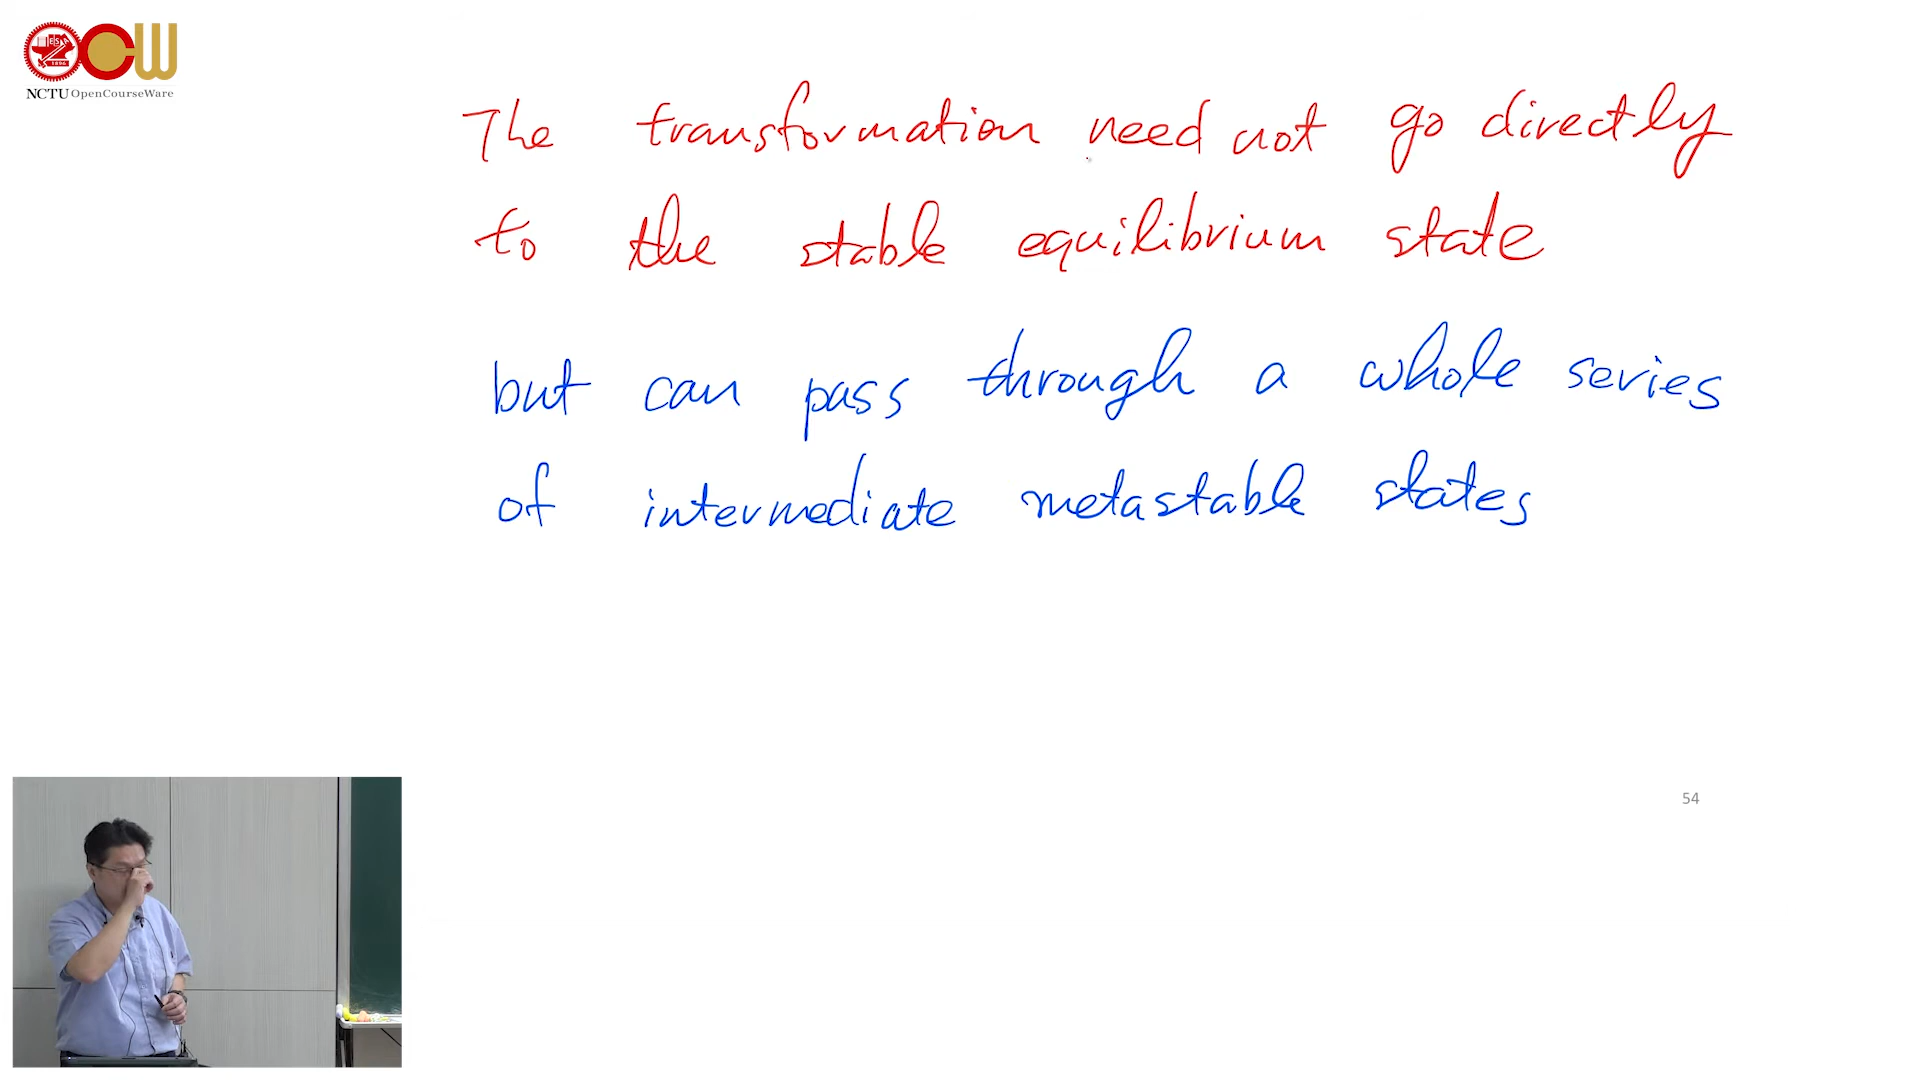 NCTU OpenCourseWare
The transformation need not go directly
to the stable equilibrium state
but can pass through a whole series
of intermediate metastable states
54